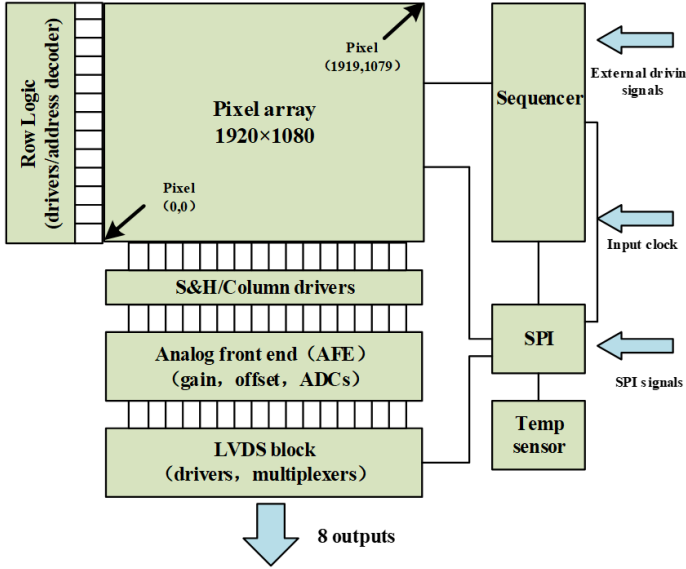 Row Logic
(drivers/address decoder)
Pixel
（1919,1079）
Pixel array
1920×1080
Pixel
（0,0）
Sequencer
External drivin
signals
Input clock
S&H/Column drivers
Analog front end（AFE）
（gain，offset，ADCs）
SPI
SPI signals
LVDS block
（drivers，multiplexers）
Temp
sensor
8 outputs